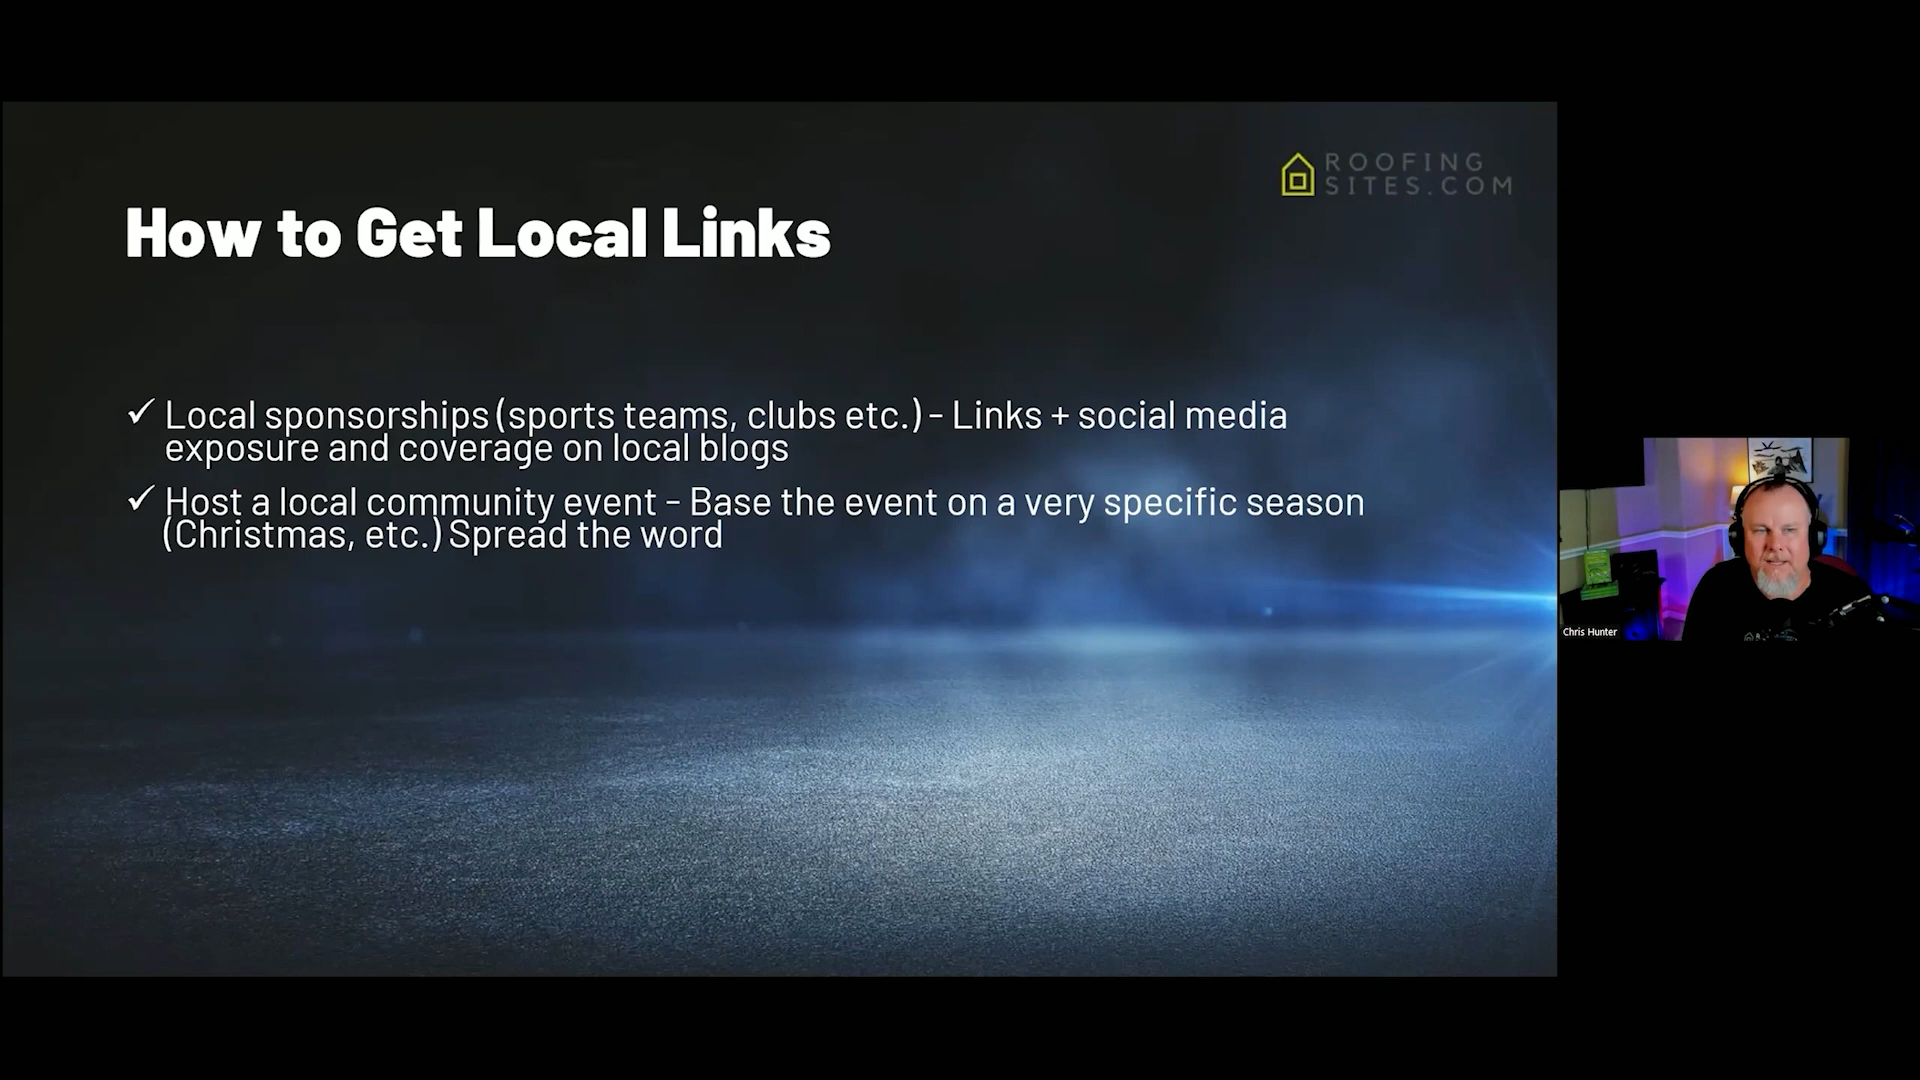 ROOFING
SITES.COM
How to Get Local Links
✓ Local sponsorships (sports teams, clubs etc.) - Links + social media
exposure and coverage on local blogs
✓ Host a local community event - Base the event on a very specific season
(Christmas, etc.) Spread the word
Chris Hunter